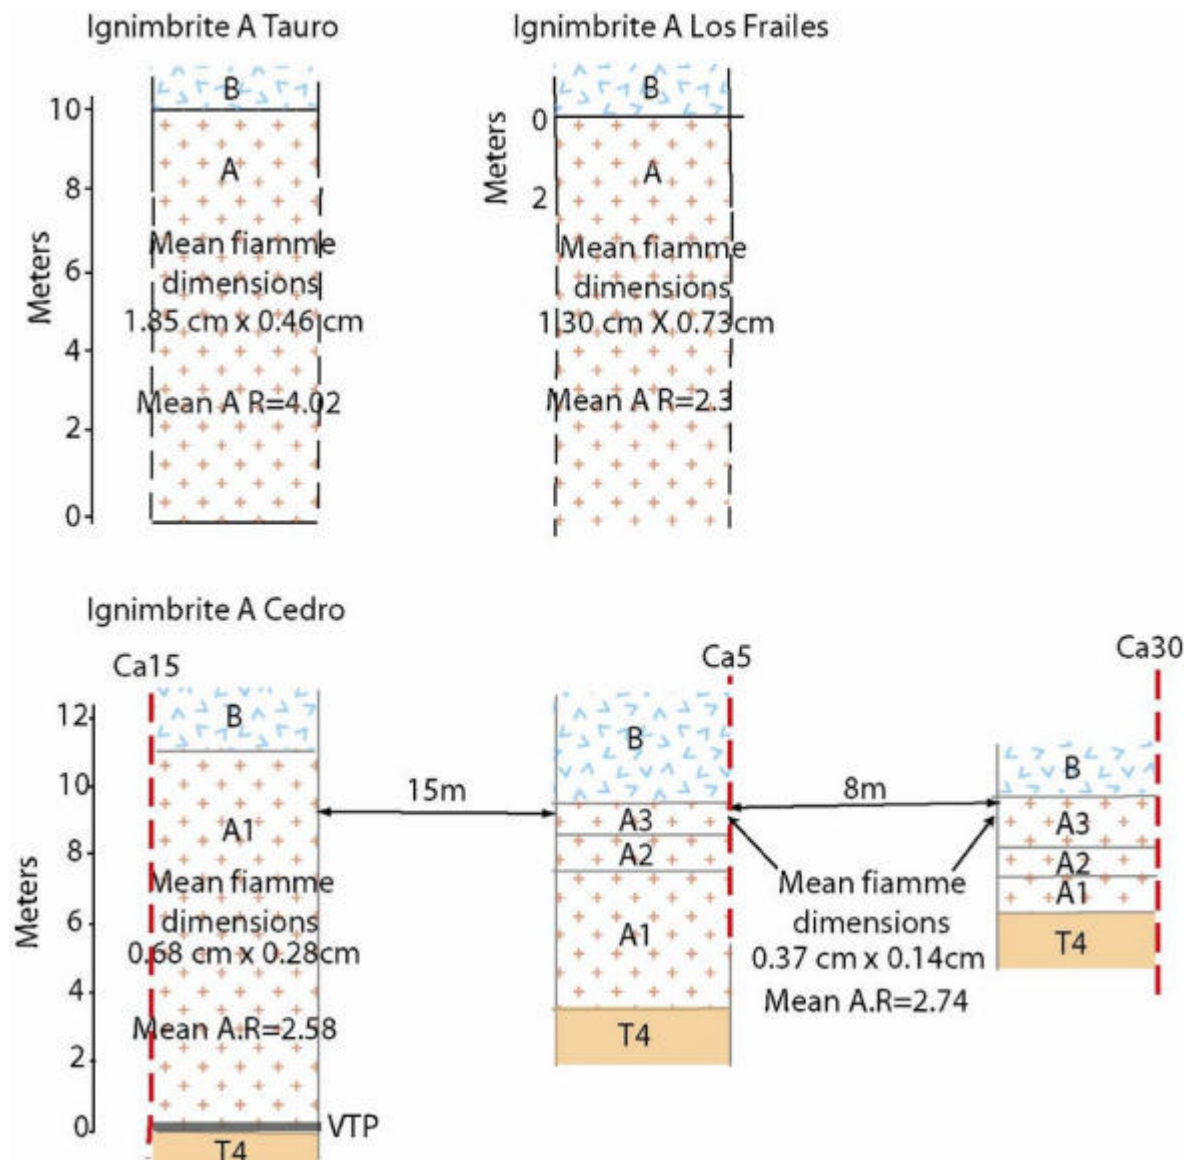 Ignimbrite A Tauro
Ignimbrite A Los Frailes
B
10
A
8
Meters
Mean fiamme
dimensions
6
1.85 cm x 0.46 cm
4
Mean A R=4.02
2
0
B
0
Meters
A
2
Mean fiamme
dimensions
1.30 cm X 0.73cm
Mean A R=2.3
Ignimbrite A Cedro
Ca15
Ca5
Ca30
12
B
10
A1
8
Meters
Mean fiamme
dimensions
6
0.68 cm x 0.28cm
4
Mean A.R=2.58
2
0
VTP
T4
15m
B
A3
A2
A1
T4
8m
Mean fiamme
dimensions
0.37 cm x 0.14cm
Mean A.R=2.74
B
A3
A2
A1
T4